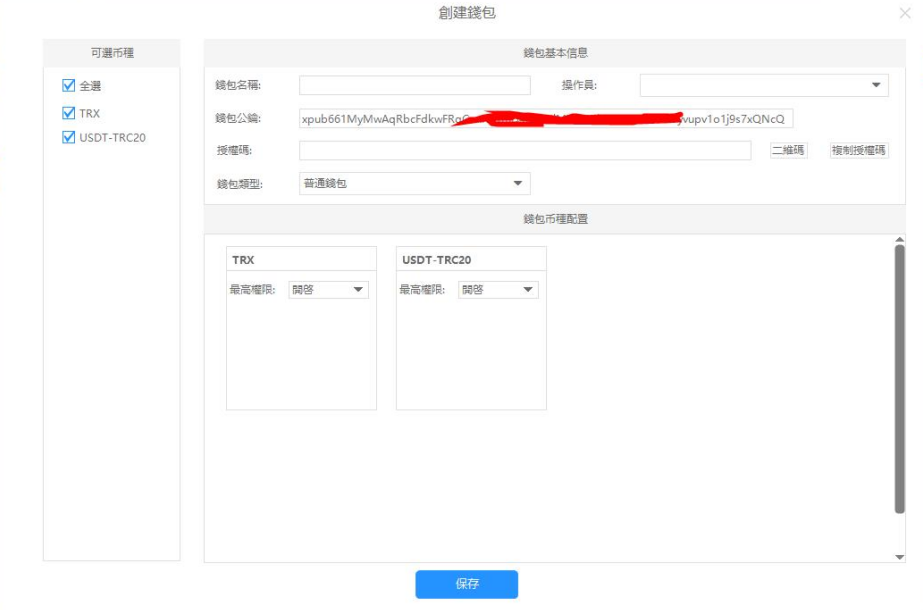 創建錢包
可選币種
全選
TRX
USDT-TRC20
錢包基本信息
錢包名稱:
操作員:
錢包公鑰:
xpub661MyMwAqRbcFdkwFRqC
yvupv1o1j9s7xQNcQ
授權碼:
二維碼
複制授權碼
錢包類型:
普通錢包
錢包币種配置
TRX
最高權限:
開啓
USDT-TRC20
最高權限:
開啓
保存